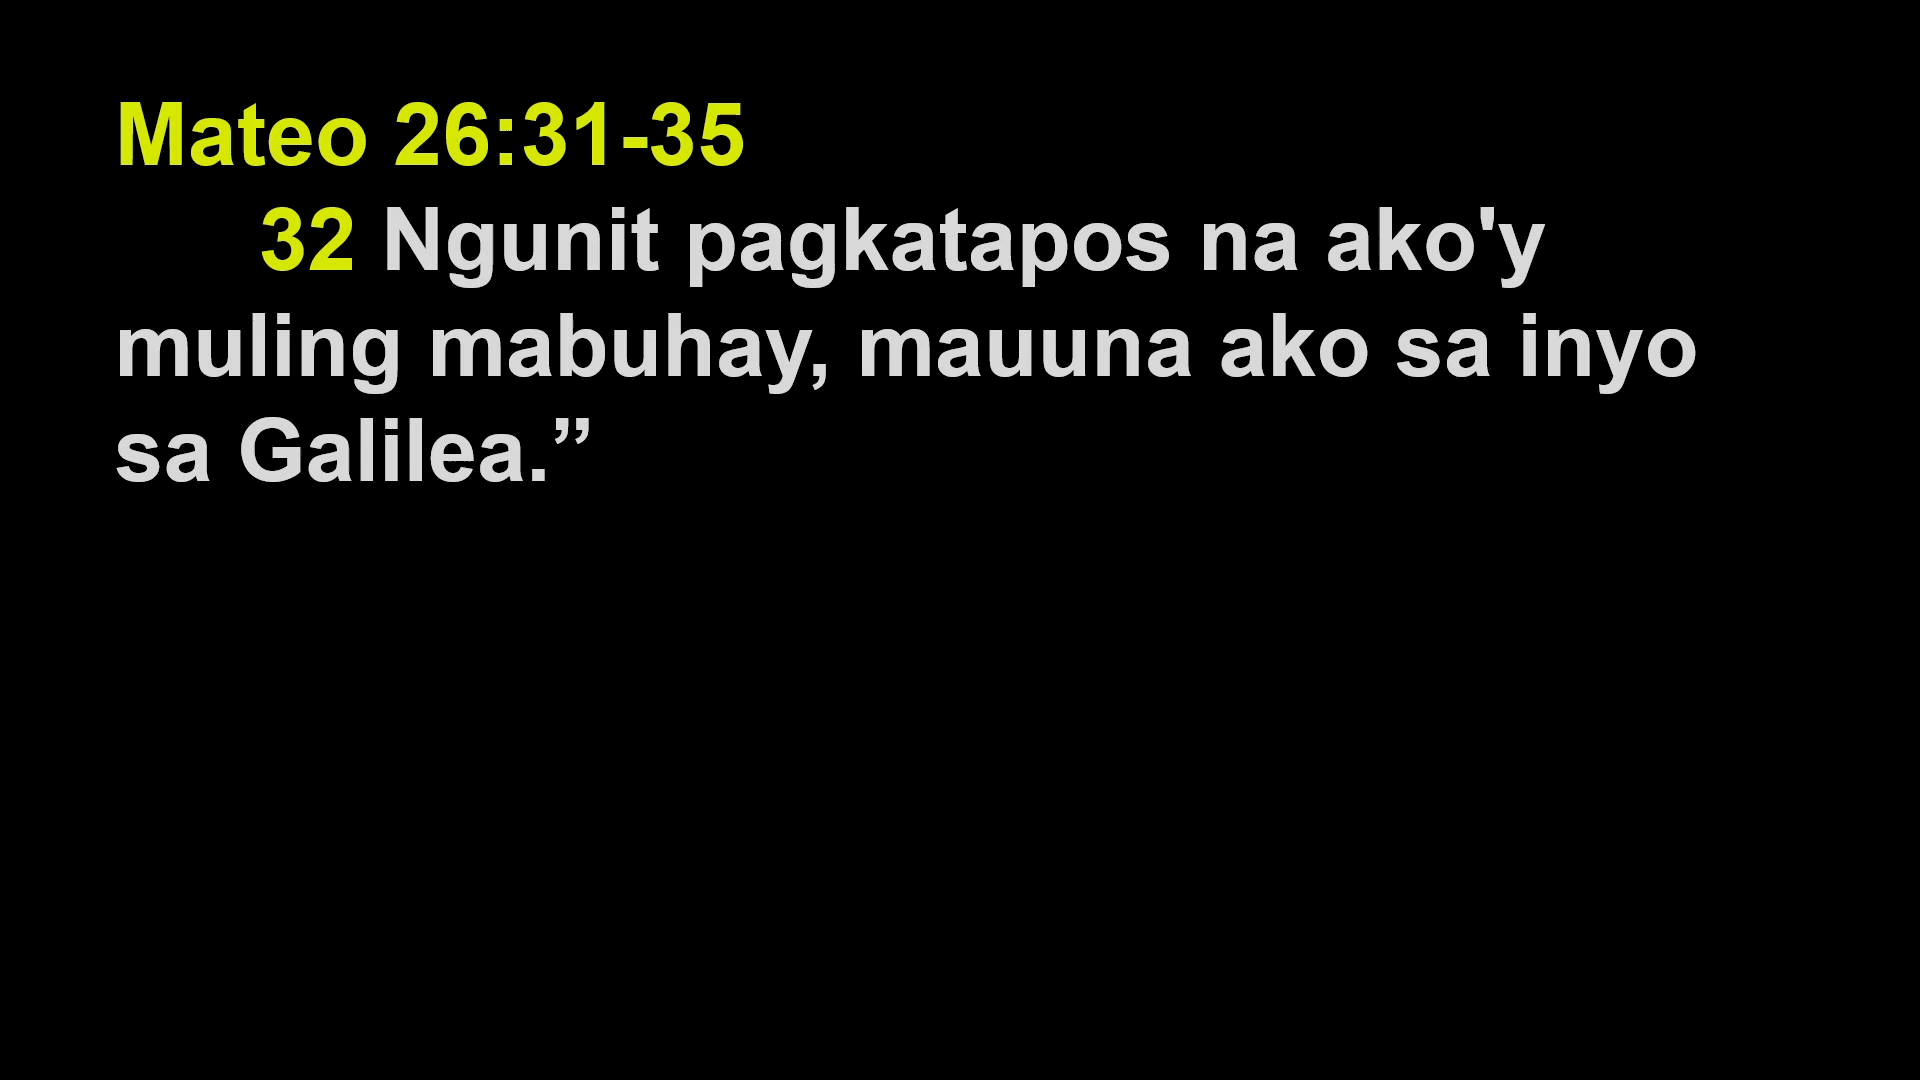 Mateo 26:31-35
32 Ngunit pagkatapos na ako'y
muling mabuhay, mauuna ako sa inyo
sa Galilea.”